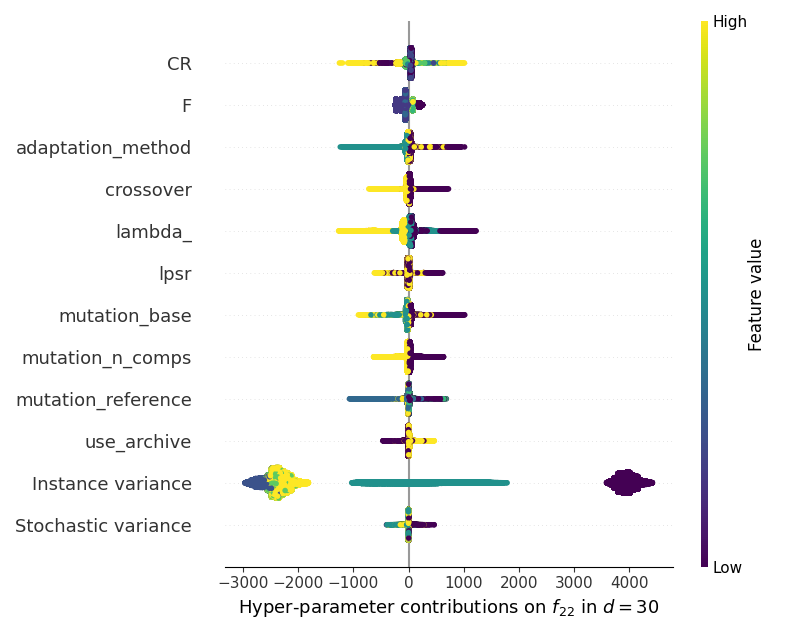 High
CR
F
adaptation_method
crossover
lambda_
lpsr
mutation_base
mutation_n_comps
mutation_reference
use_archive
Instance variance
Stochastic variance
Feature value
Low
−3000 −2000 −1000 0 1000 2000 3000 4000
Hyper-parameter contributions on f₂₂ in d = 30